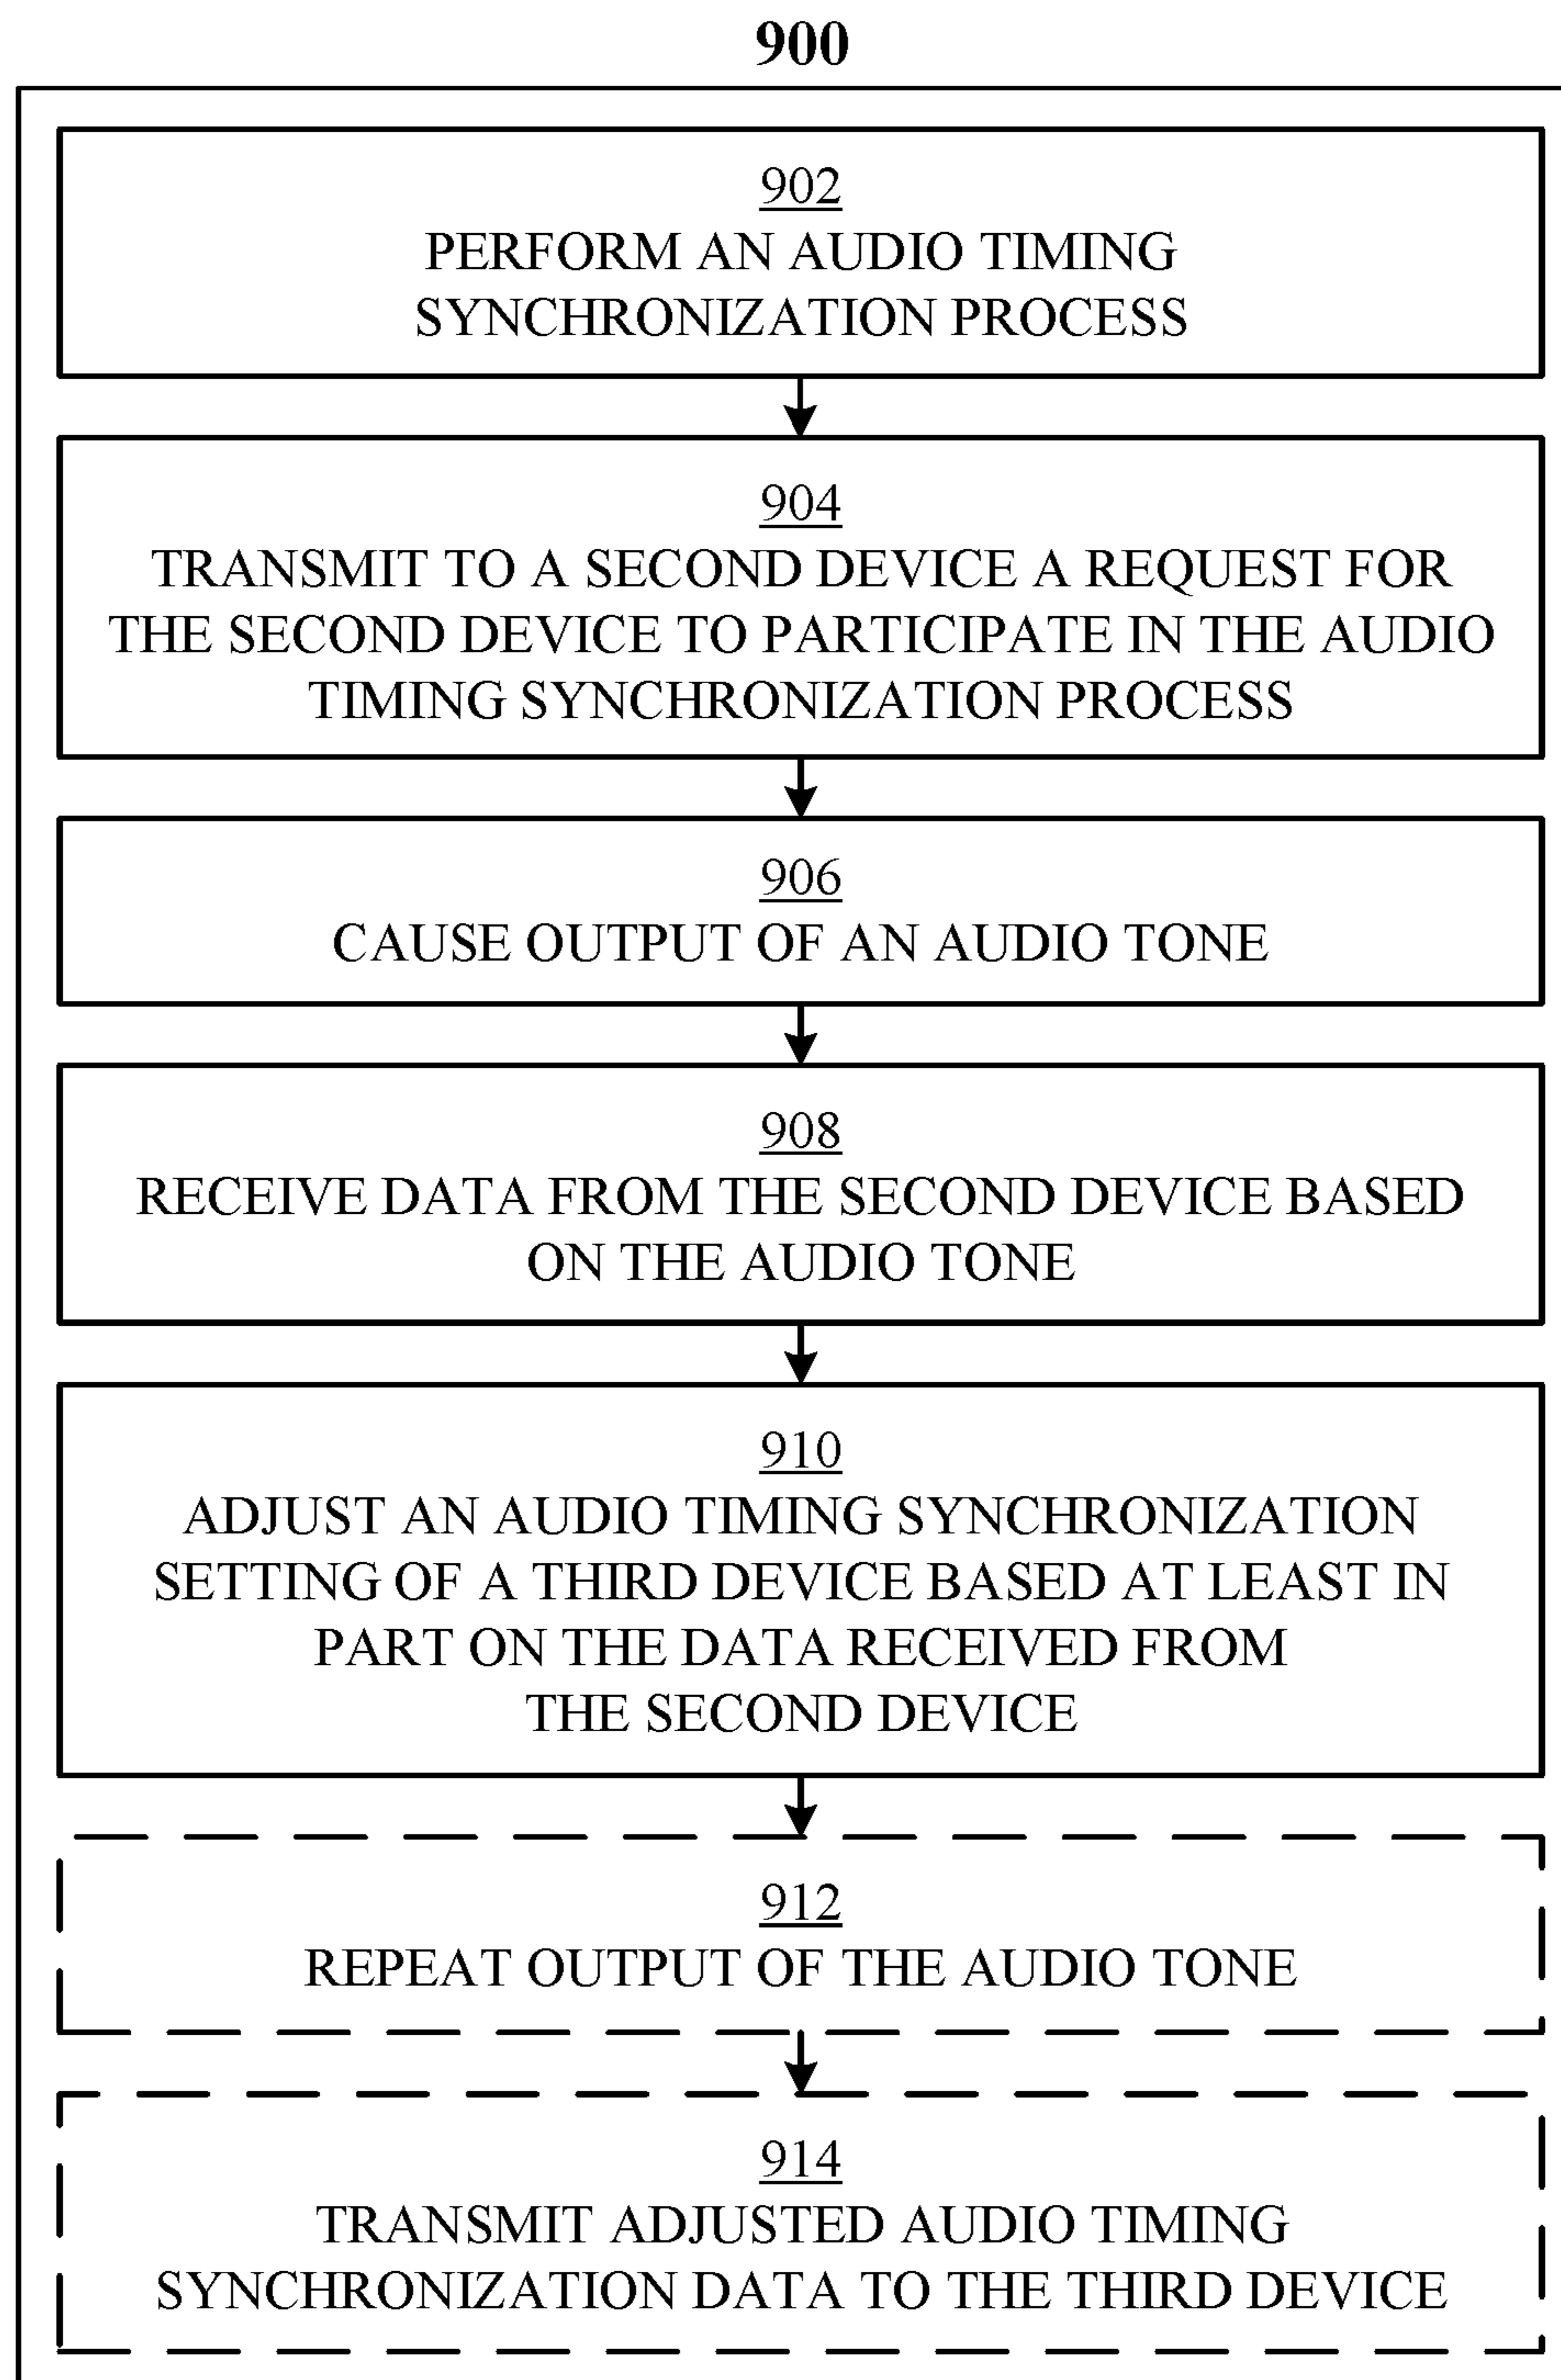 900
902
PERFORM AN AUDIO TIMING
SYNCHRONIZATION PROCESS
904
TRANSMIT TO A SECOND DEVICE A REQUEST FOR
THE SECOND DEVICE TO PARTICIPATE IN THE AUDIO
TIMING SYNCHRONIZATION PROCESS
906
CAUSE OUTPUT OF AN AUDIO TONE
908
RECEIVE DATA FROM THE SECOND DEVICE BASED
ON THE AUDIO TONE
910
ADJUST AN AUDIO TIMING SYNCHRONIZATION
SETTING OF A THIRD DEVICE BASED AT LEAST IN
PART ON THE DATA RECEIVED FROM
THE SECOND DEVICE
912
REPEAT OUTPUT OF THE AUDIO TONE
914
TRANSMIT ADJUSTED AUDIO TIMING
SYNCHRONIZATION DATA TO THE THIRD DEVICE